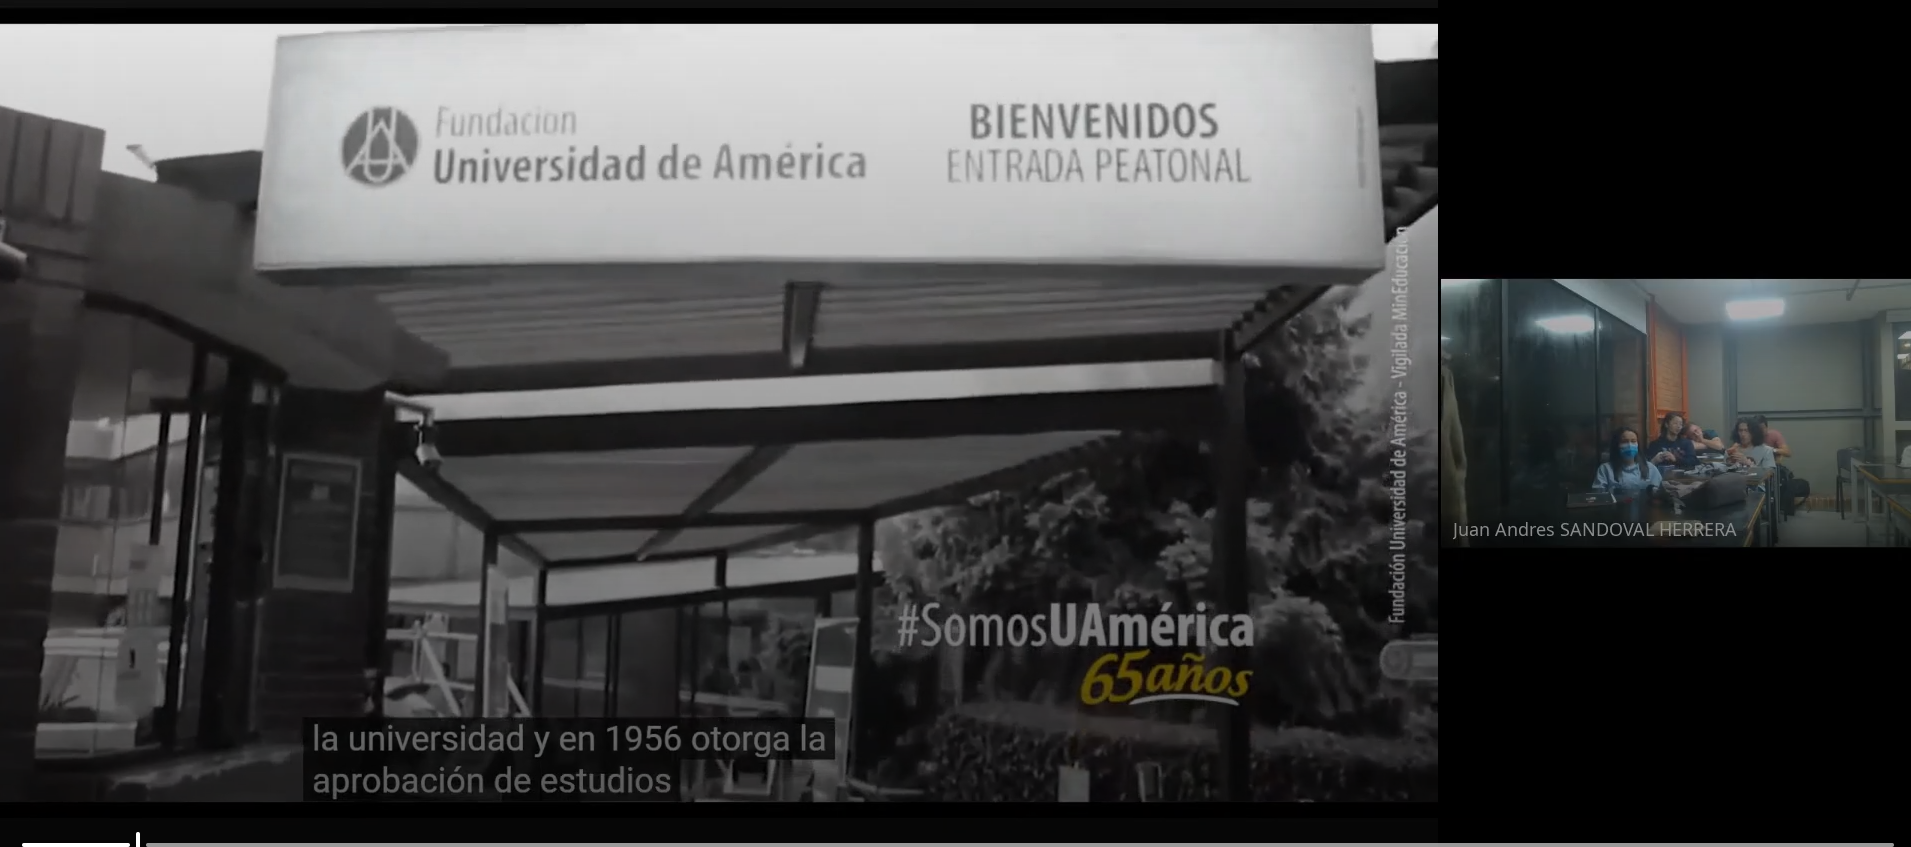 Fundacion
Universidad de América
BIENVENIDOS
ENTRADA PEATONAL
Fundación Universidad de América - Vigilada MinEducación
#SomosUAmérica
65años
la universidad y en 1956 otorga la
aprobación de estudios
Juan Andres SANDOVAL HERRERA